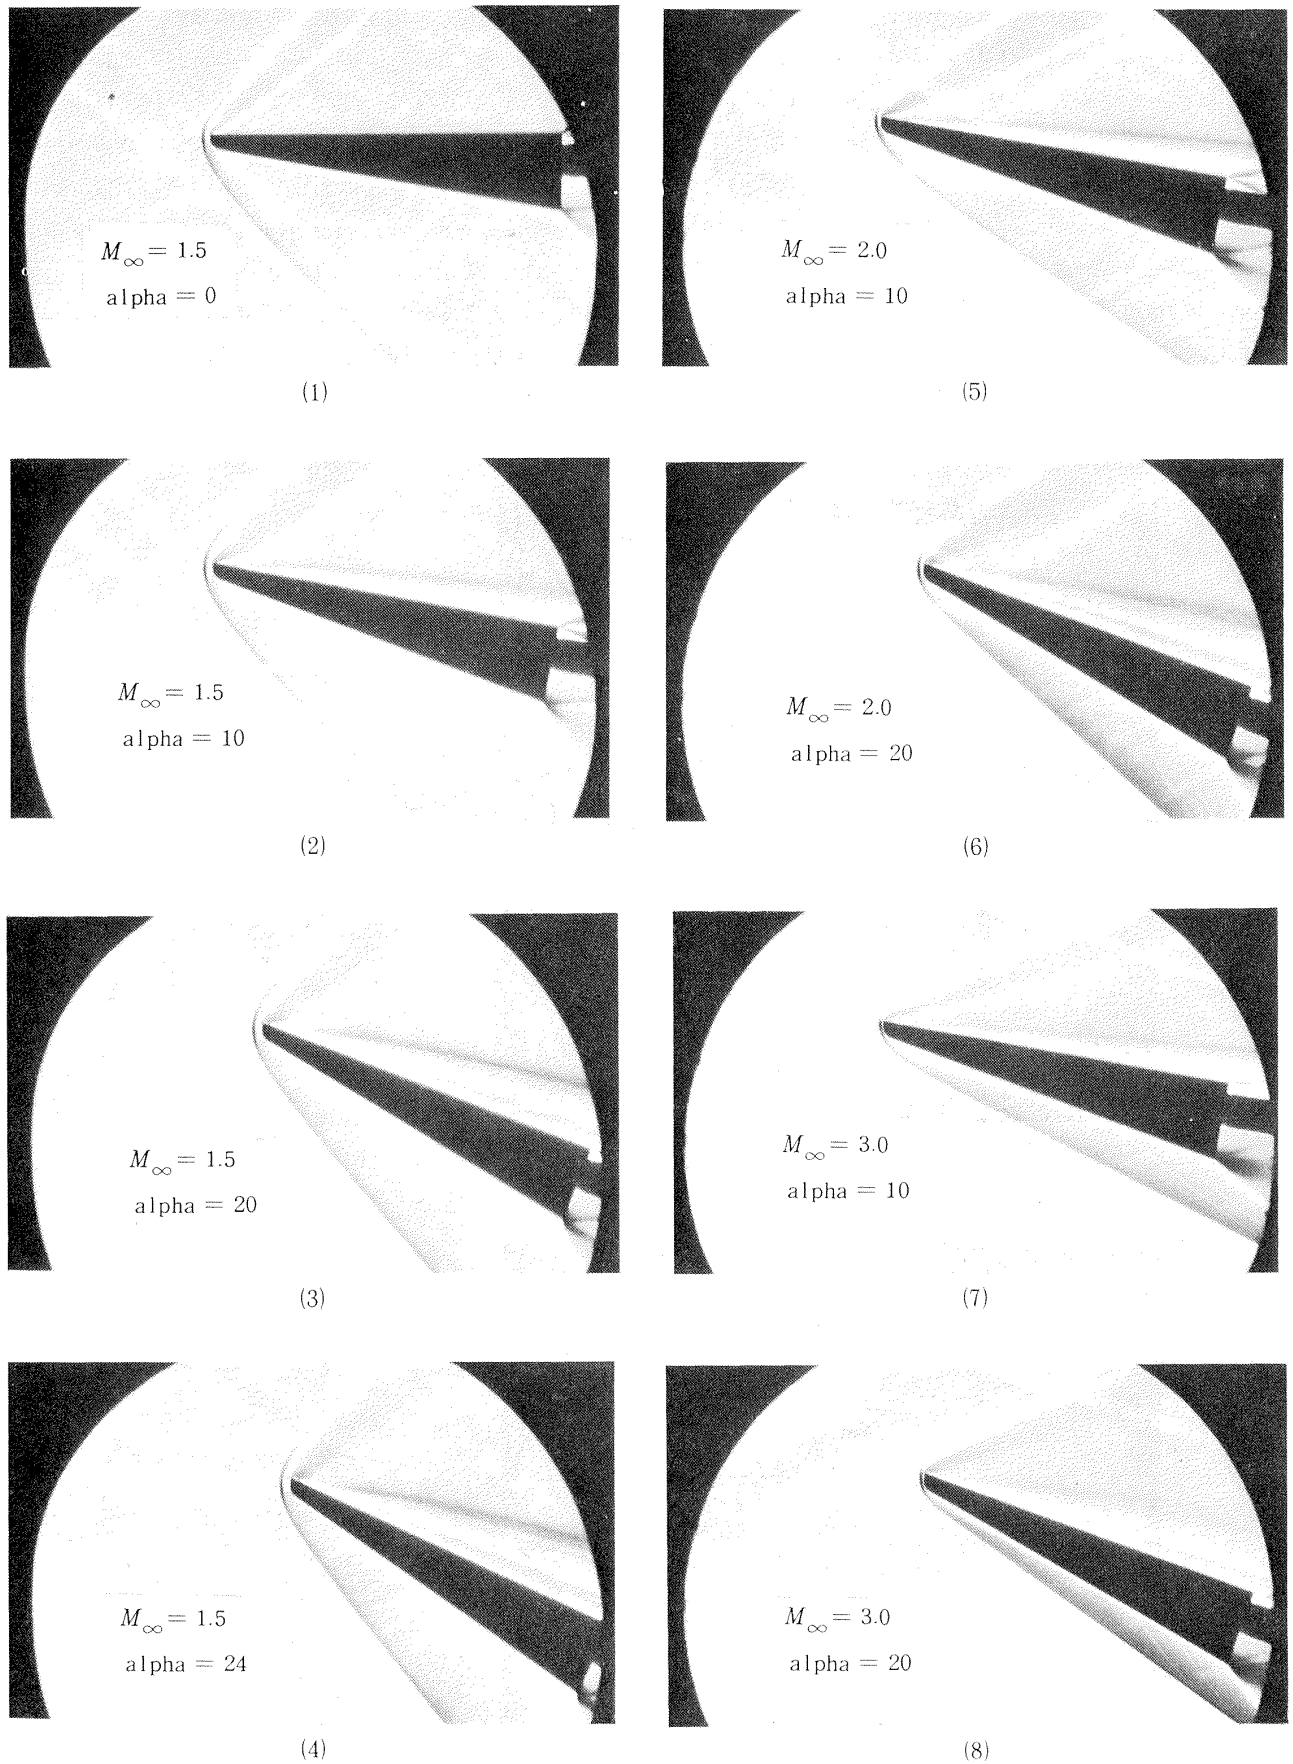 M∞ = 1.5
alpha = 0
(1)
M∞ = 1.5
alpha = 10
(2)
M∞ = 1.5
alpha = 20
(3)
M∞ = 1.5
alpha = 24
(4)
M∞ = 2.0
alpha = 10
(5)
M∞ = 2.0
alpha = 20
(6)
M∞ = 3.0
alpha = 10
(7)
M∞ = 3.0
alpha = 20
(8)